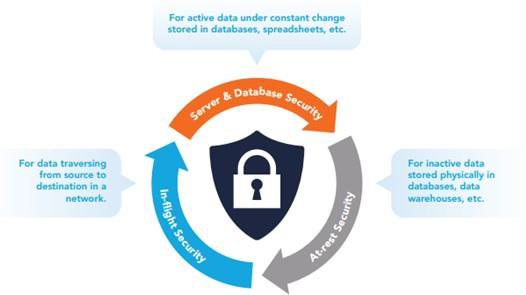 For active data under constant change
stored in databases, spreadsheets, etc.
Server & Database Security
For data traversing
from source to
destination in a
network.
For inactive data
stored physically in
databases, data
warehouses, etc.
In-flight Security
At-rest Security